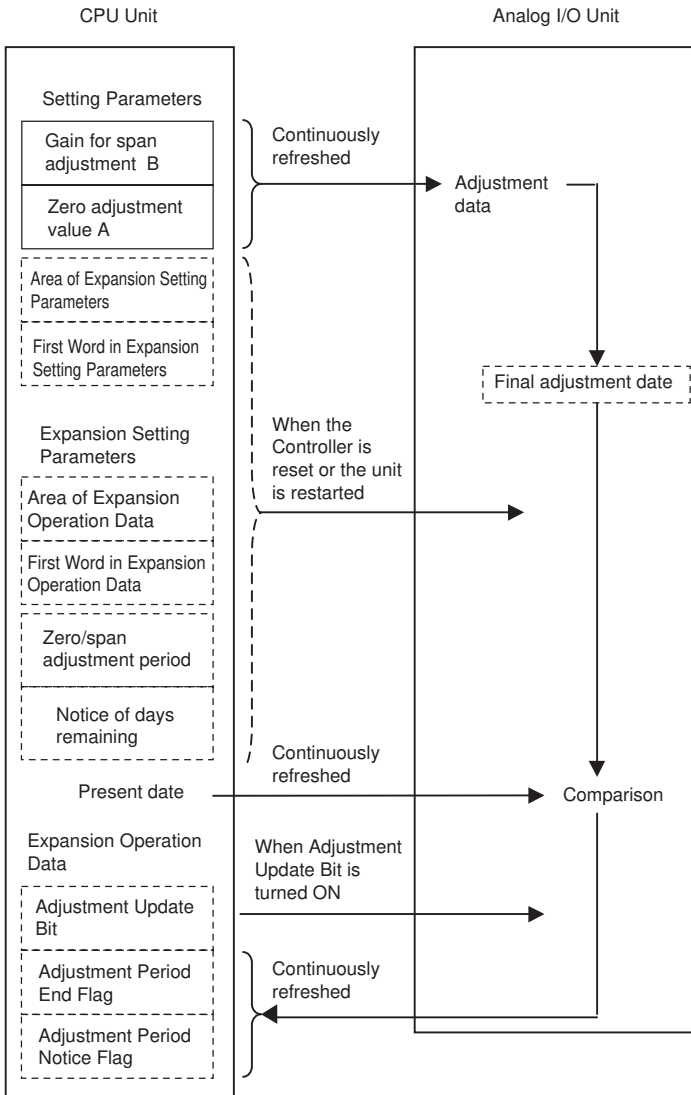 CPU Unit
Analog I/O Unit
Setting Parameters
Gain for span
adjustment B
Zero adjustment
value A
Continuously
refreshed
Adjustment
data
Area of Expansion Setting
Parameters
First Word in Expansion
Setting Parameters
Final adjustment date
When the
Controller is
reset or the unit
is restarted
Expansion Setting
Parameters
Area of Expansion
Operation Data
First Word in Expansion
Operation Data
Zero/span
adjustment period
Notice of days
remaining
Continuously
refreshed
Present date
Comparison
Expansion Operation
Data
When Adjustment
Update Bit is
turned ON
Adjustment Update
Bit
Adjustment Period
End Flag
Adjustment Period
Notice Flag
Continuously
refreshed